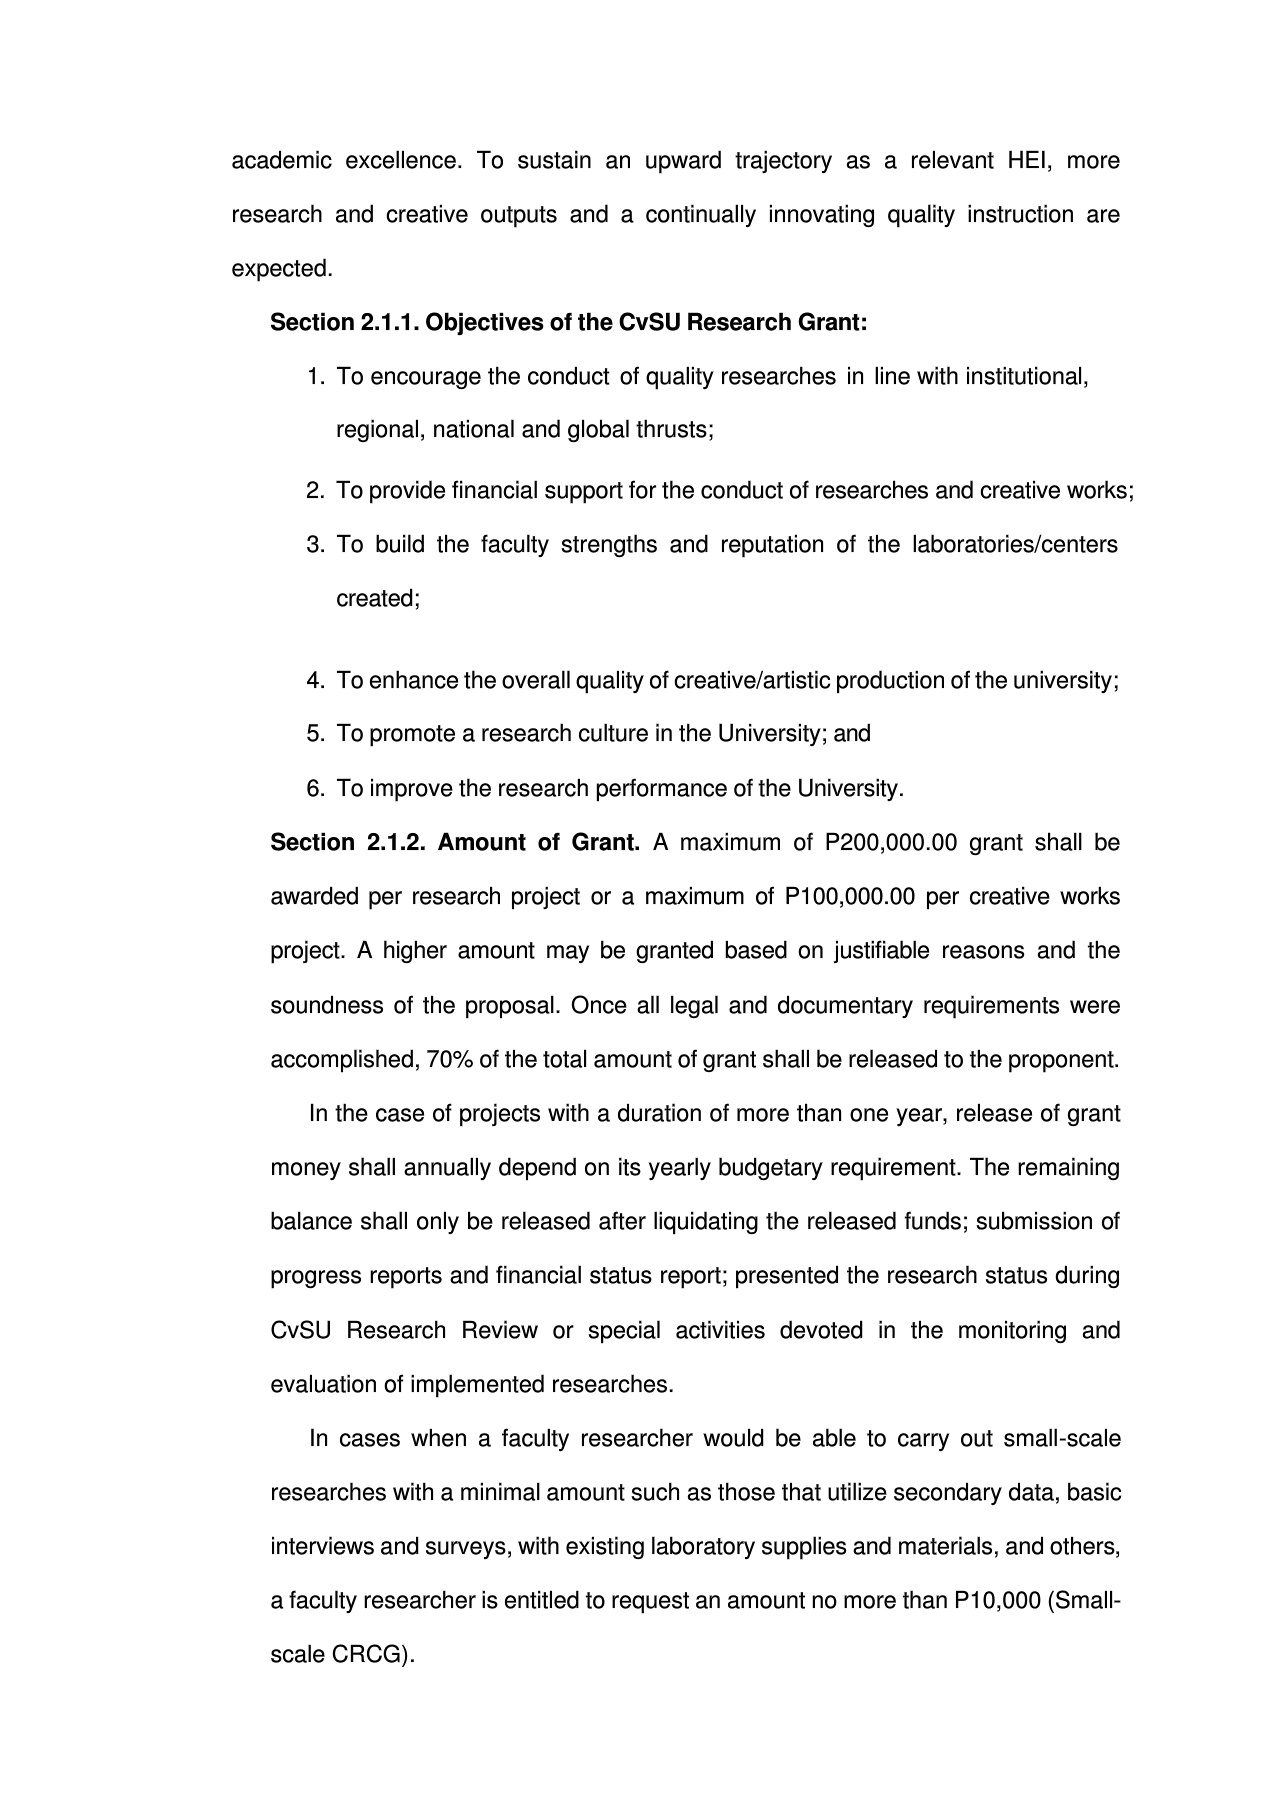 academic excellence. To sustain an upward trajectory as a relevant HEI, more
research and creative outputs and a continually innovating quality instruction are
expected.
Section 2.1.1. Objectives of the CvSU Research Grant:
1. To encourage the conduct of quality researches in line with institutional,
regional, national and global thrusts;
2. To provide financial support for the conduct of researches and creative works;
3. To build the faculty strengths and reputation of the laboratories/centers
created;
4. To enhance the overall quality of creative/artistic production of the university;
5. To promote a research culture in the University; and
6. To improve the research performance of the University.
Section 2.1.2. Amount of Grant. A maximum of P200,000.00 grant shall be
awarded per research project or a maximum of P100,000.00 per creative works
project. A higher amount may be granted based on justifiable reasons and the
soundness of the proposal. Once all legal and documentary requirements were
accomplished, 70% of the total amount of grant shall be released to the proponent.
In the case of projects with a duration of more than one year, release of grant
money shall annually depend on its yearly budgetary requirement. The remaining
balance shall only be released after liquidating the released funds; submission of
progress reports and financial status report; presented the research status during
CvSU Research Review or special activities devoted in the monitoring and
evaluation of implemented researches.
In cases when a faculty researcher would be able to carry out small-scale
researches with a minimal amount such as those that utilize secondary data, basic
interviews and surveys, with existing laboratory supplies and materials, and others,
a faculty researcher is entitled to request an amount no more than P10,000 (Small-
scale CRCG).